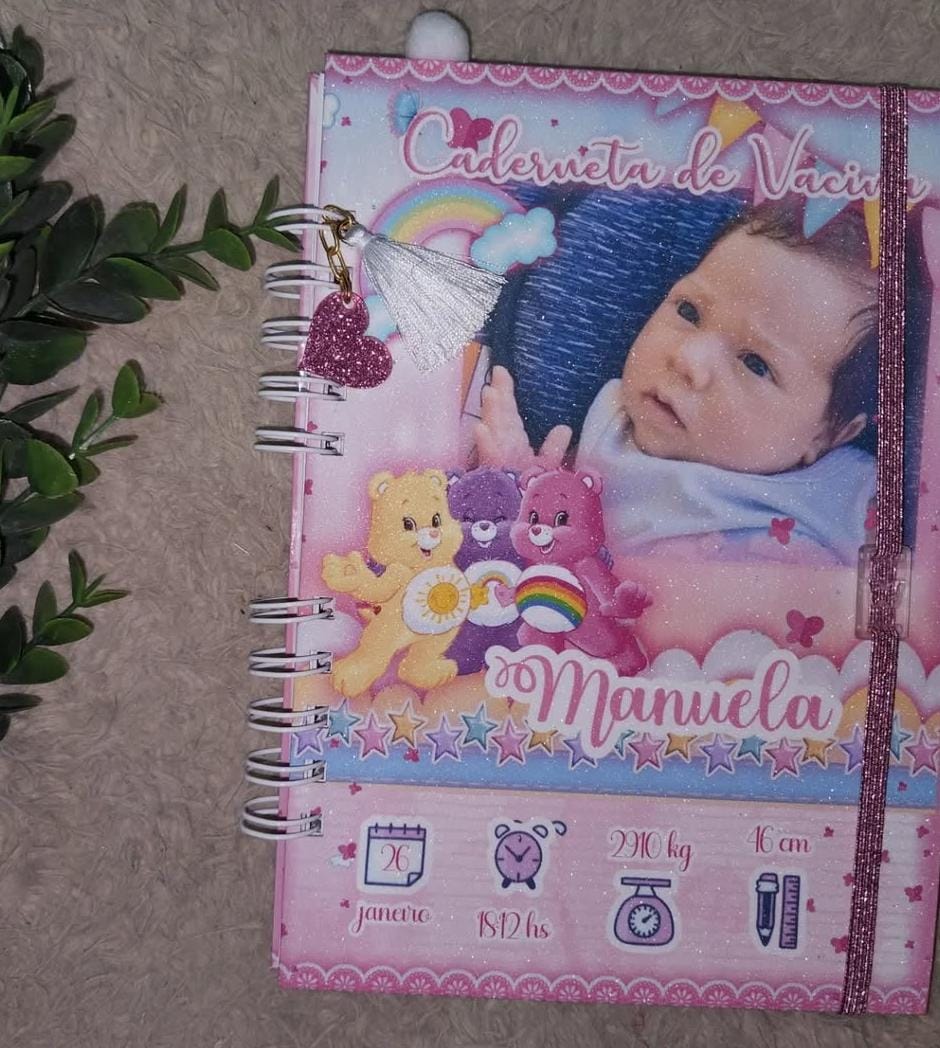 Caderneta de Vacina
Manuela
26
janeiro
18:12 hs
2910 kg
46 cm